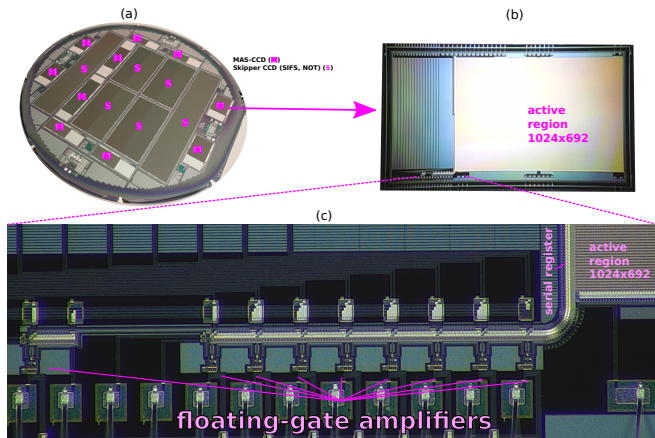 (a)
(b)
MAS-CCD (M)
Skipper CCD (SIFS, NOT) (S)
M
M
M
M
S
S
S
M
S
M
S
S
S
M
M
M
M
active
region
1024x692
(c)
serial register
active
region
1024x692
floating-gate amplifiers